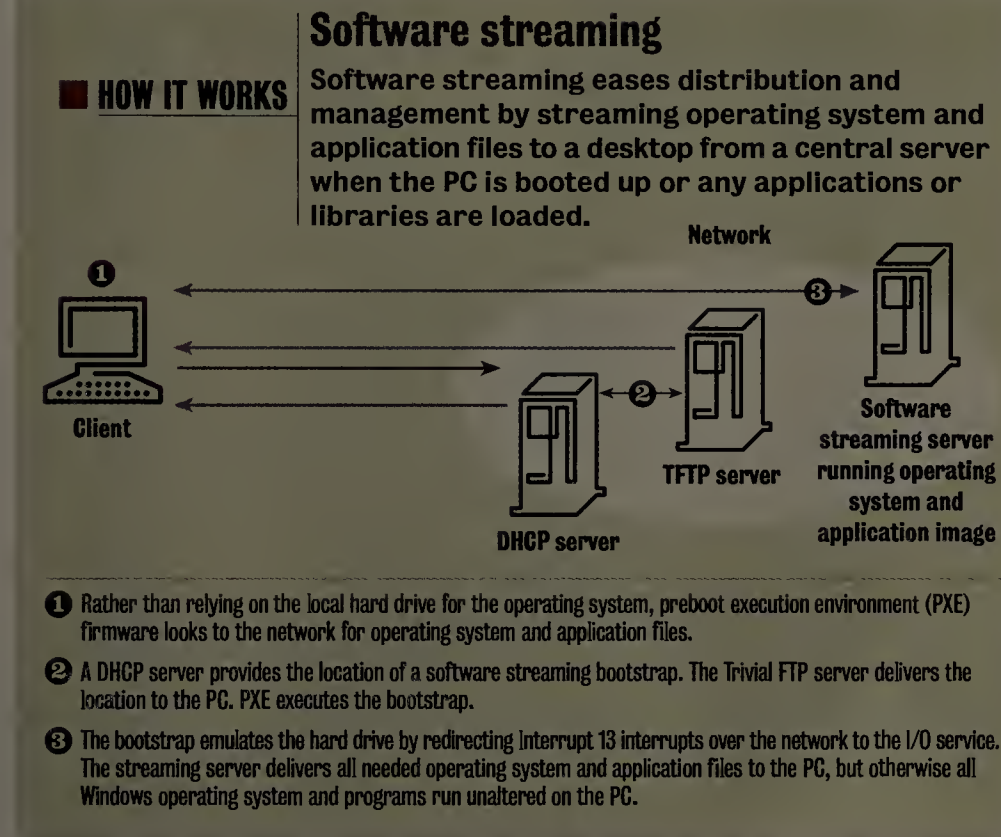 HOW IT WORKS
Software streaming
Software streaming eases distribution and
management by streaming operating system and
application files to a desktop from a central server
when the PC is booted up or any applications or
libraries are loaded.
Network
1
3
2
Client
DHCP server
TFTP server
Software
streaming server
running operating
system and
application image
1 Rather than relying on the local hard drive for the operating system, preboot execution environment (PXE)
firmware looks to the network for operating system and application files.
2 A DHCP server provides the location of a software streaming bootstrap. The Trivial FTP server delivers the
location to the PC. PXE executes the bootstrap.
3 The bootstrap emulates the hard drive by redirecting Interrupt 13 interrupts over the network to the I/O service.
The streaming server delivers all needed operating system and application files to the PC, but otherwise all
Windows operating system and programs run unaltered on the PC.